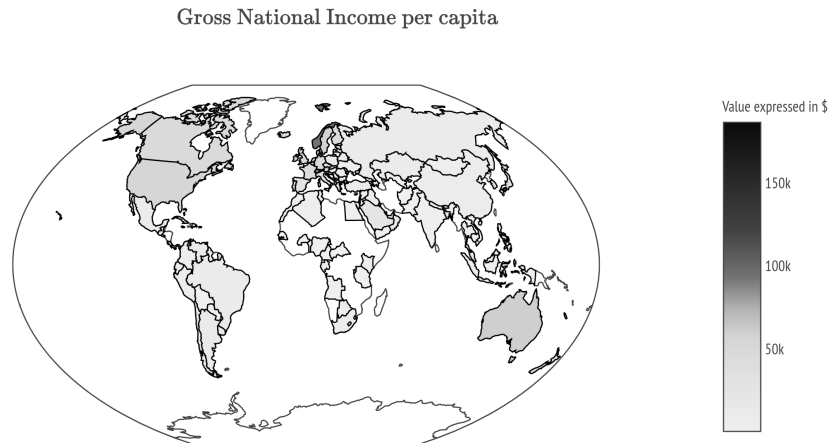 Gross National Income per capita
Value expressed in $
150k
100k
50k